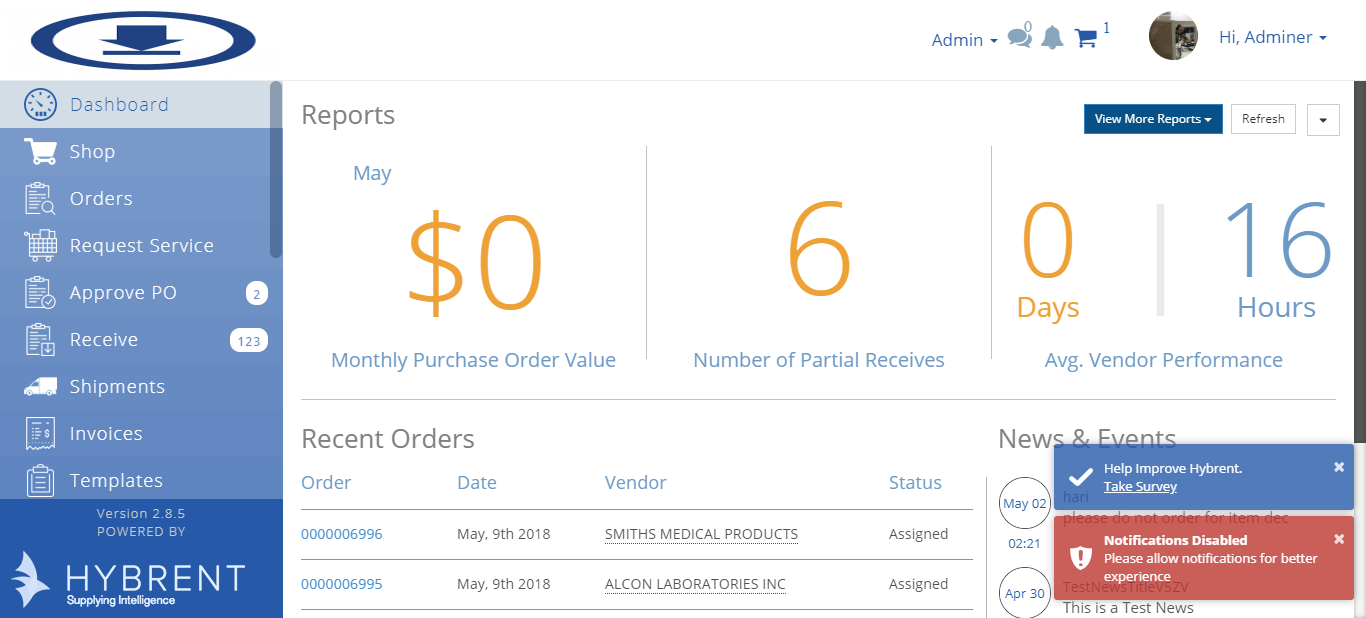 Admin
0
1
Hi, Adminer
Dashboard
Shop
Orders
Request Service
Approve PO 2
Receive 123
Shipments
Invoices
Templates
Version 2.8.5
POWERED BY
HYBRENT
Supplying Intelligence
Reports
View More Reports
Refresh
May
$0
Monthly Purchase Order Value
6
Number of Partial Receives
0 16
Days Hours
Avg. Vendor Performance
Recent Orders
Order Date Vendor Status
0000006996 May, 9th 2018 SMITHS MEDICAL PRODUCTS Assigned
0000006995 May, 9th 2018 ALCON LABORATORIES INC Assigned
News & Events
May 02
02:21
hari
please do not order for item dec
Apr 30
TestNewsTitleV5ZV
This is a Test News
Help Improve Hybrent.
Take Survey
×
Notifications Disabled
Please allow notifications for better
experience
×